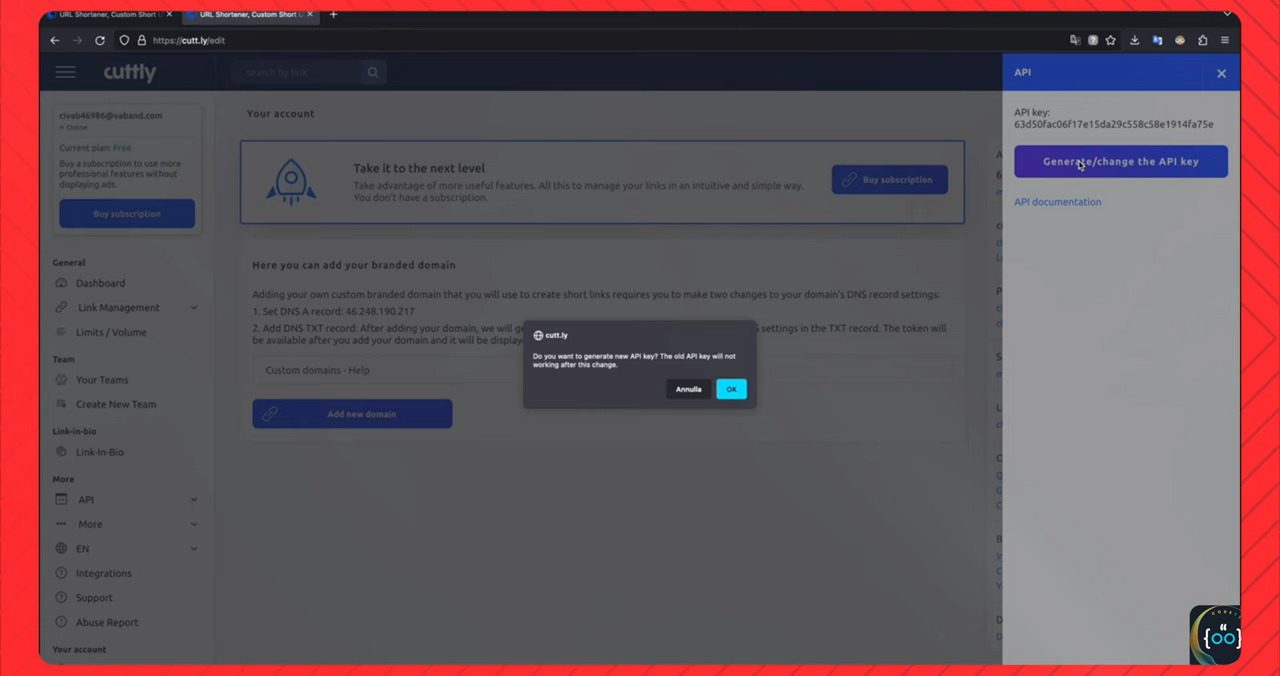 URL Shortener, Custom Short U
URL Shortener, Custom Short U
https://cutt.ly/edit
cuttly
search by link
API
API key:
63d50fac06f17e15da29c558c58e1914fa75e
Generate/change the API key
API documentation
civab46986@vaband.com
Online
Current plan: Free
Buy a subscription to use more
professional features without
displaying ads.
Buy subscription
General
Dashboard
Link Management
Limits / Volume
Team
Your Teams
Create New Team
Link-in-bio
Link-In-Bio
More
API
More
EN
Integrations
Support
Abuse Report
Your account
Your account
Take it to the next level
Take advantage of more useful features. All this to manage your links in an intuitive and simple way.
You don't have a subscription.
Buy subscription
Here you can add your branded domain
Adding your own custom branded domain that you will use to create short links requires you to make two changes to your domain's DNS record settings:
1. Set DNS A record: 46.248.190.217
2. Add DNS TXT record: After adding your domain, we will ge settings in the TXT record. The token will
be available after you add your domain and it will be display
Custom domains - Help
Add new domain
cutt.ly
Do you want to generate new API key? The old API key will not
working after this change.
Annulla
OK